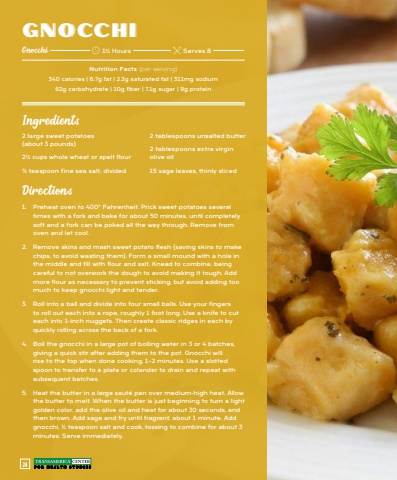 GNOCCHI
Gnocchi 1½ Hours Serves 8
Nutrition Facts (per serving)
340 calories | 6.7g fat | 2.3g saturated fat | 311mg sodium
62g carbohydrate | 10g fiber | 7.1g sugar | 9g protein
Ingredients
2 large sweet potatoes
(about 3 pounds)
2½ cups whole wheat or spelt flour
½ teaspoon fine sea salt, divided
2 tablespoons unsalted butter
2 tablespoons extra virgin
olive oil
15 sage leaves, thinly sliced
Directions
1. Preheat oven to 400° Fahrenheit. Prick sweet potatoes several
times with a fork and bake for about 50 minutes, until completely
soft and a fork can be poked all the way through. Remove from
oven and let cool.
2. Remove skins and mash sweet potato flesh (saving skins to make
chips, to avoid wasting them). Form a small mound with a hole in
the middle and fill with flour and salt. Knead to combine, being
careful to not overwork the dough to avoid making it tough. Add
more flour as necessary to prevent sticking, but avoid adding too
much to keep gnocchi light and tender.
3. Roll into a ball and divide into four small balls. Use your fingers
to roll out each into a rope, roughly 1 foot long. Use a knife to cut
each into 1-inch nuggets. Then create classic ridges in each by
quickly rolling across the back of a fork.
4. Boil the gnocchi in a large pot of boiling water in 3 or 4 batches,
giving a quick stir after adding them to the pot. Gnocchi will
rise to the top when done cooking, 1-2 minutes. Use a slotted
spoon to transfer to a plate or colander to drain and repeat with
subsequent batches.
5. Heat the butter in a large sauté pan over medium-high heat. Allow
the butter to melt. When the butter is just beginning to turn a light
golden color, add the olive oil and heat for about 30 seconds, and
then brown. Add sage and fry until fragrant, about 1 minute. Add
gnocchi, ½ teaspoon salt and cook, tossing to combine for about 3
minutes. Serve immediately.
TRANSAMERICA CENTER
FOR HEALTH STUDIES